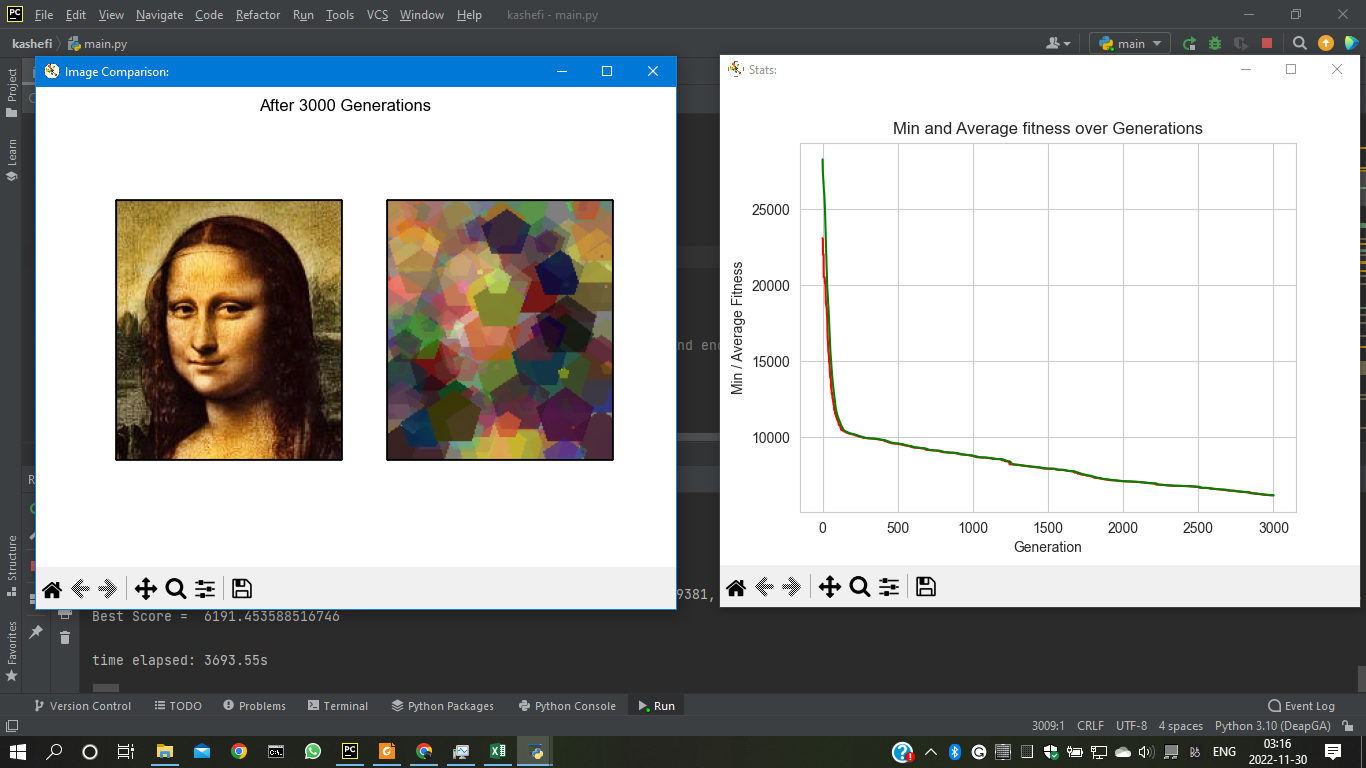 PC File Edit View Navigate Code Refactor Run Tools VCS Window Help kashefi - main.py
kashefi main.py main
Project
Learn
Structure
Favorites
Image Comparison:
After 3000 Generations
Stats:
Min and Average fitness over Generations
Min / Average Fitness
25000
20000
15000
10000
0 500 1000 1500 2000 2500 3000
Generation
nd end
R
9381,
Best Score = 6191.453588516746
time elapsed: 3693.55s
Version Control TODO Problems Terminal Python Packages Python Console Run Event Log
3009:1 CRLF UTF-8 4 spaces Python 3.10 (DeapGA)
PC ENG 03:16
2022-11-30